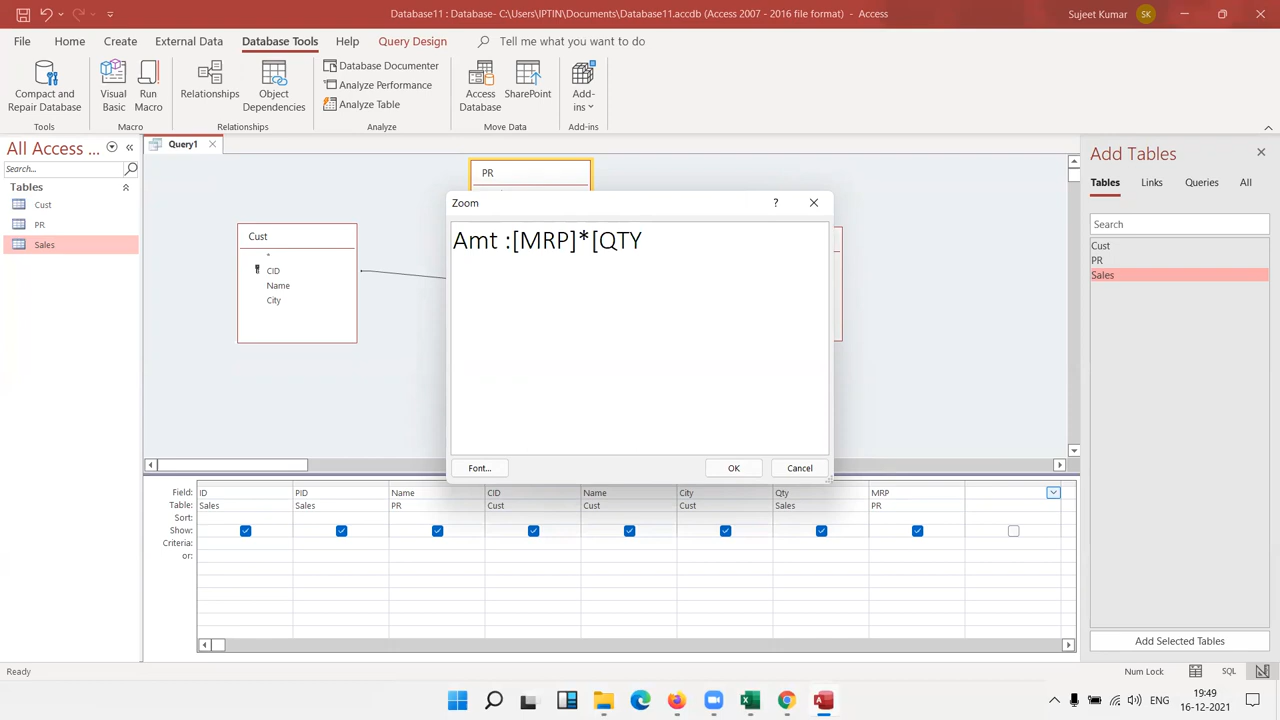 Database11 : Database- C:\Users\IPTIN\Documents\Database11.accdb (Access 2007 - 2016 file format) - Access
Sujeet Kumar
SK
File
Home
Create
External Data
Database Tools
Help
Query Design
Tell me what you want to do
Compact and
Repair Database
Visual
Basic
Run
Macro
Relationships
Object
Dependencies
Database Documenter
Analyze Performance
Analyze Table
Access
Database
SharePoint
Add-
ins
Tools
Macro
Relationships
Analyze
Move Data
Add-ins
All Access ...
Search...
Tables
Cust
PR
Sales
Query1
PR
Cust
*
CID
Name
City
Zoom
Amt :[MRP]*[QTY
Font...
OK
Cancel
Add Tables
Tables
Links
Queries
All
Search
Cust
PR
Sales
Add Selected Tables
Field: ID PID Name CID Name City Qty MRP
Table: Sales Sales PR Cust Cust Cust Sales PR
Sort:
Show:
Criteria:
or:
Ready
Num Lock
SQL
ENG
19:49
16-12-2021